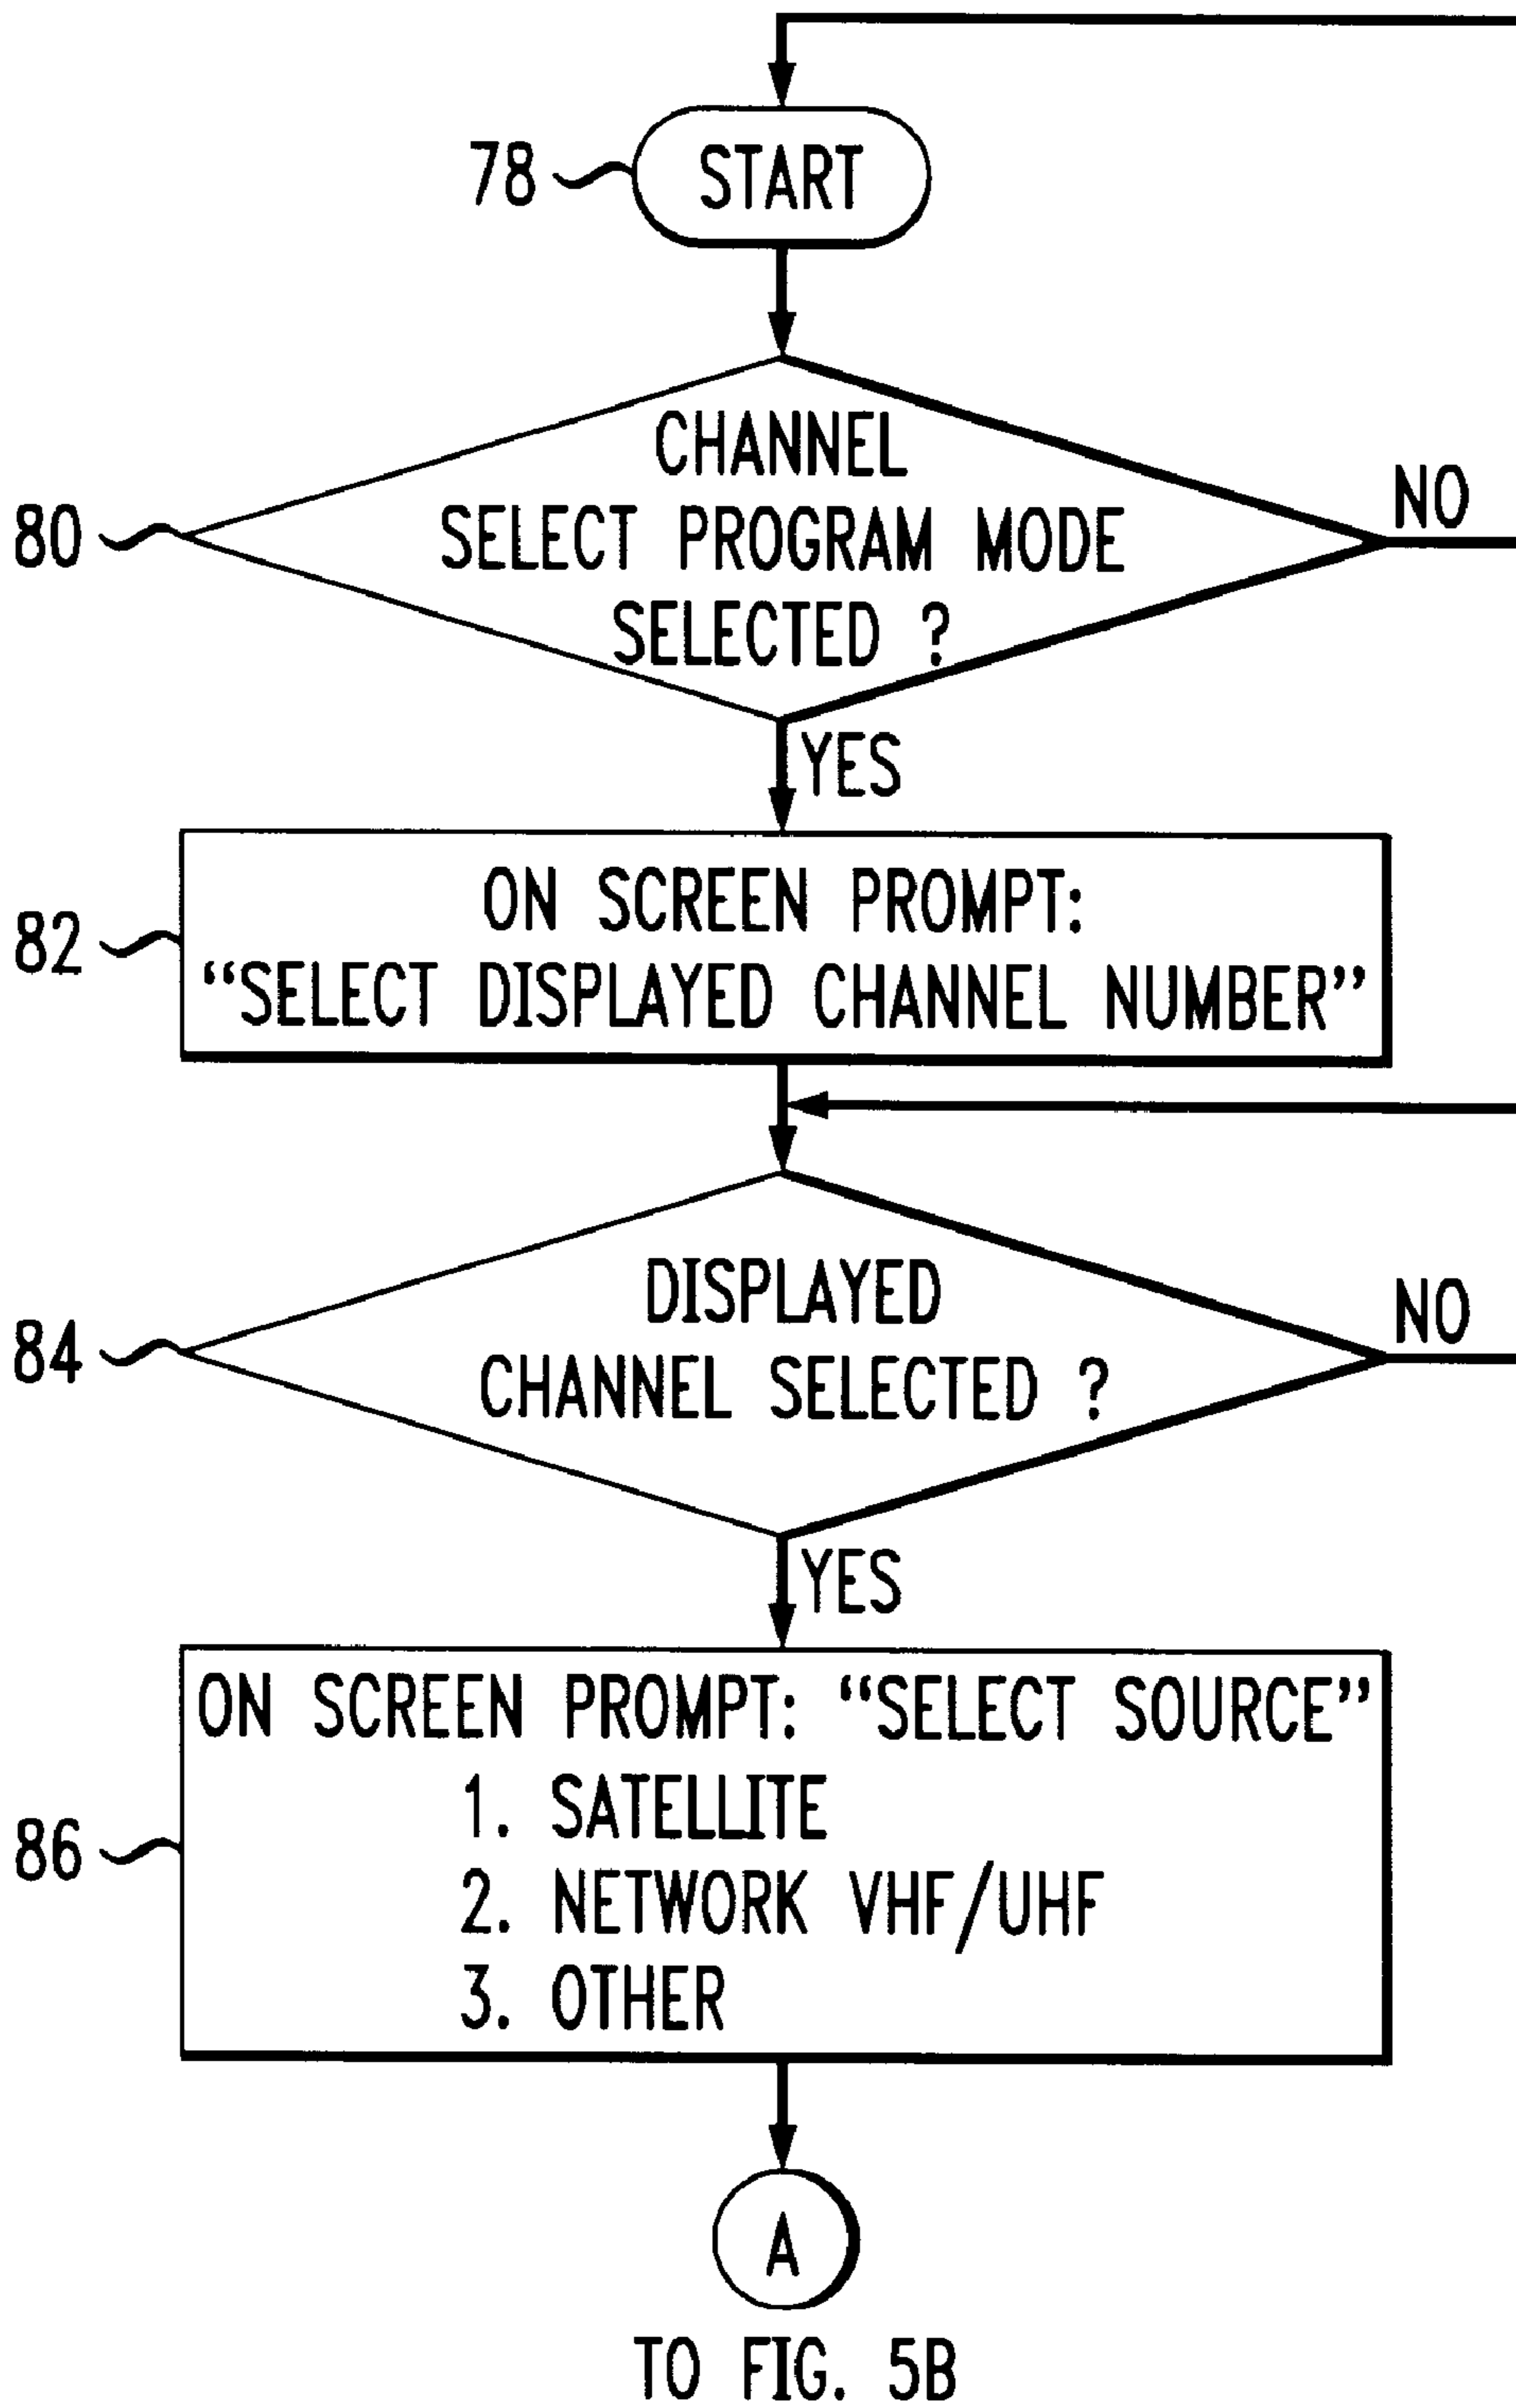 78
START
CHANNEL
SELECT PROGRAM MODE
SELECTED ?
80
NO
YES
ON SCREEN PROMPT:
“SELECT DISPLAYED CHANNEL NUMBER”
82
DISPLAYED
CHANNEL SELECTED ?
84
NO
YES
ON SCREEN PROMPT: “SELECT SOURCE”
1. SATELLITE
2. NETWORK VHF/UHF
3. OTHER
86
A
TO FIG. 5B